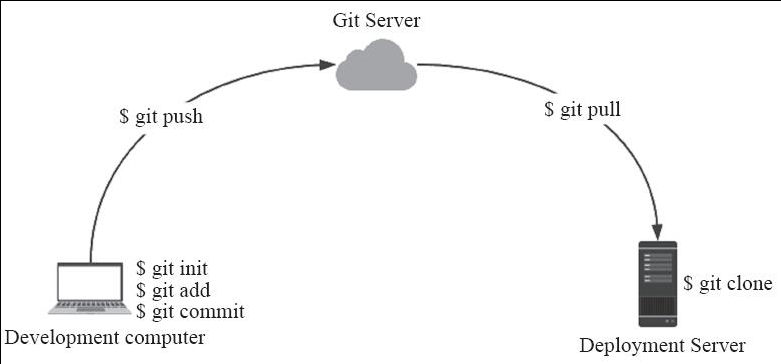 Git Server
$ git push
$ git pull
$ git init
$ git add
$ git commit
Development computer
$ git clone
Deployment Server